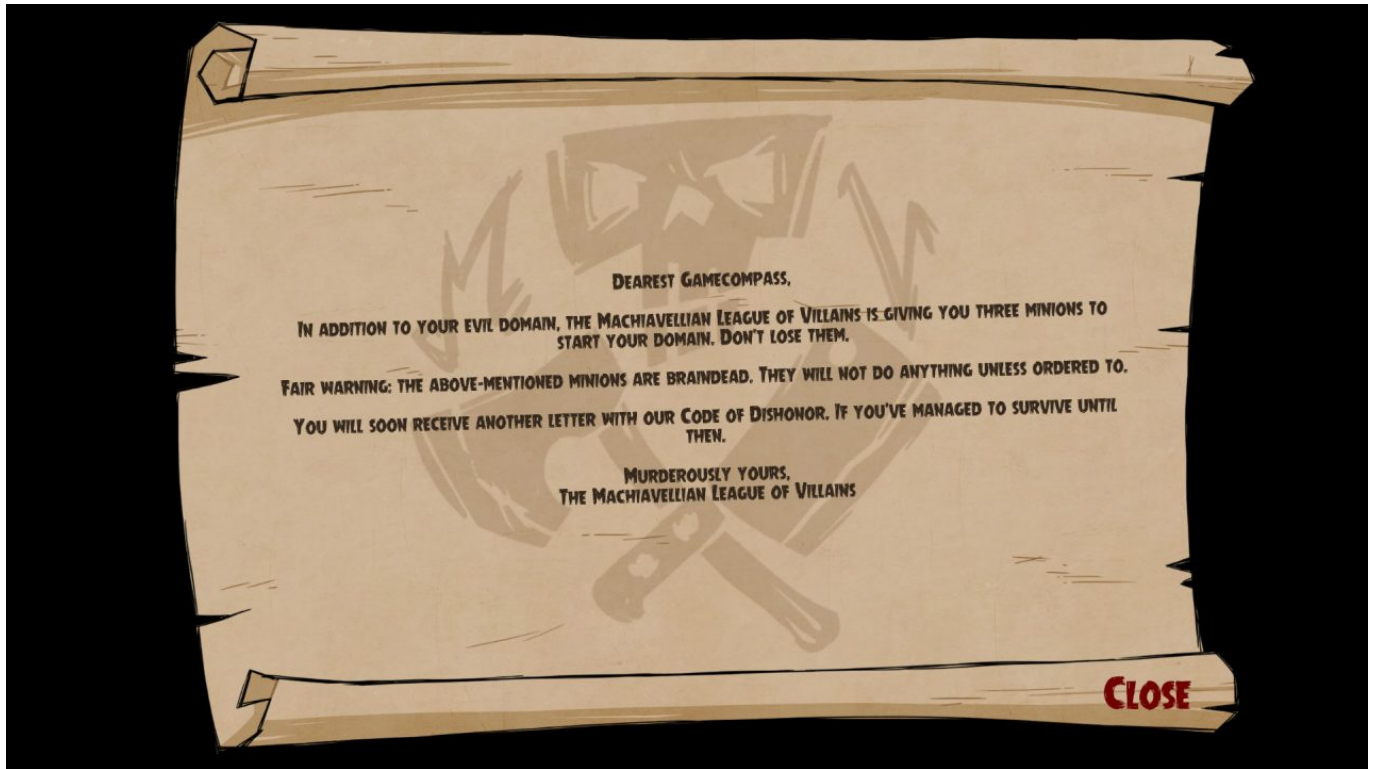 Dearest Gamecompass,
In addition to your evil domain, the Machiavellian League of Villains is giving you three minions to
start your domain. Don't lose them.
Fair warning: the above-mentioned minions are braindead. They will not do anything unless ordered to.
You will soon receive another letter with our Code of Dishonor. If you've managed to survive until
then.
Murderously yours,
The Machiavellian League of Villains
Close